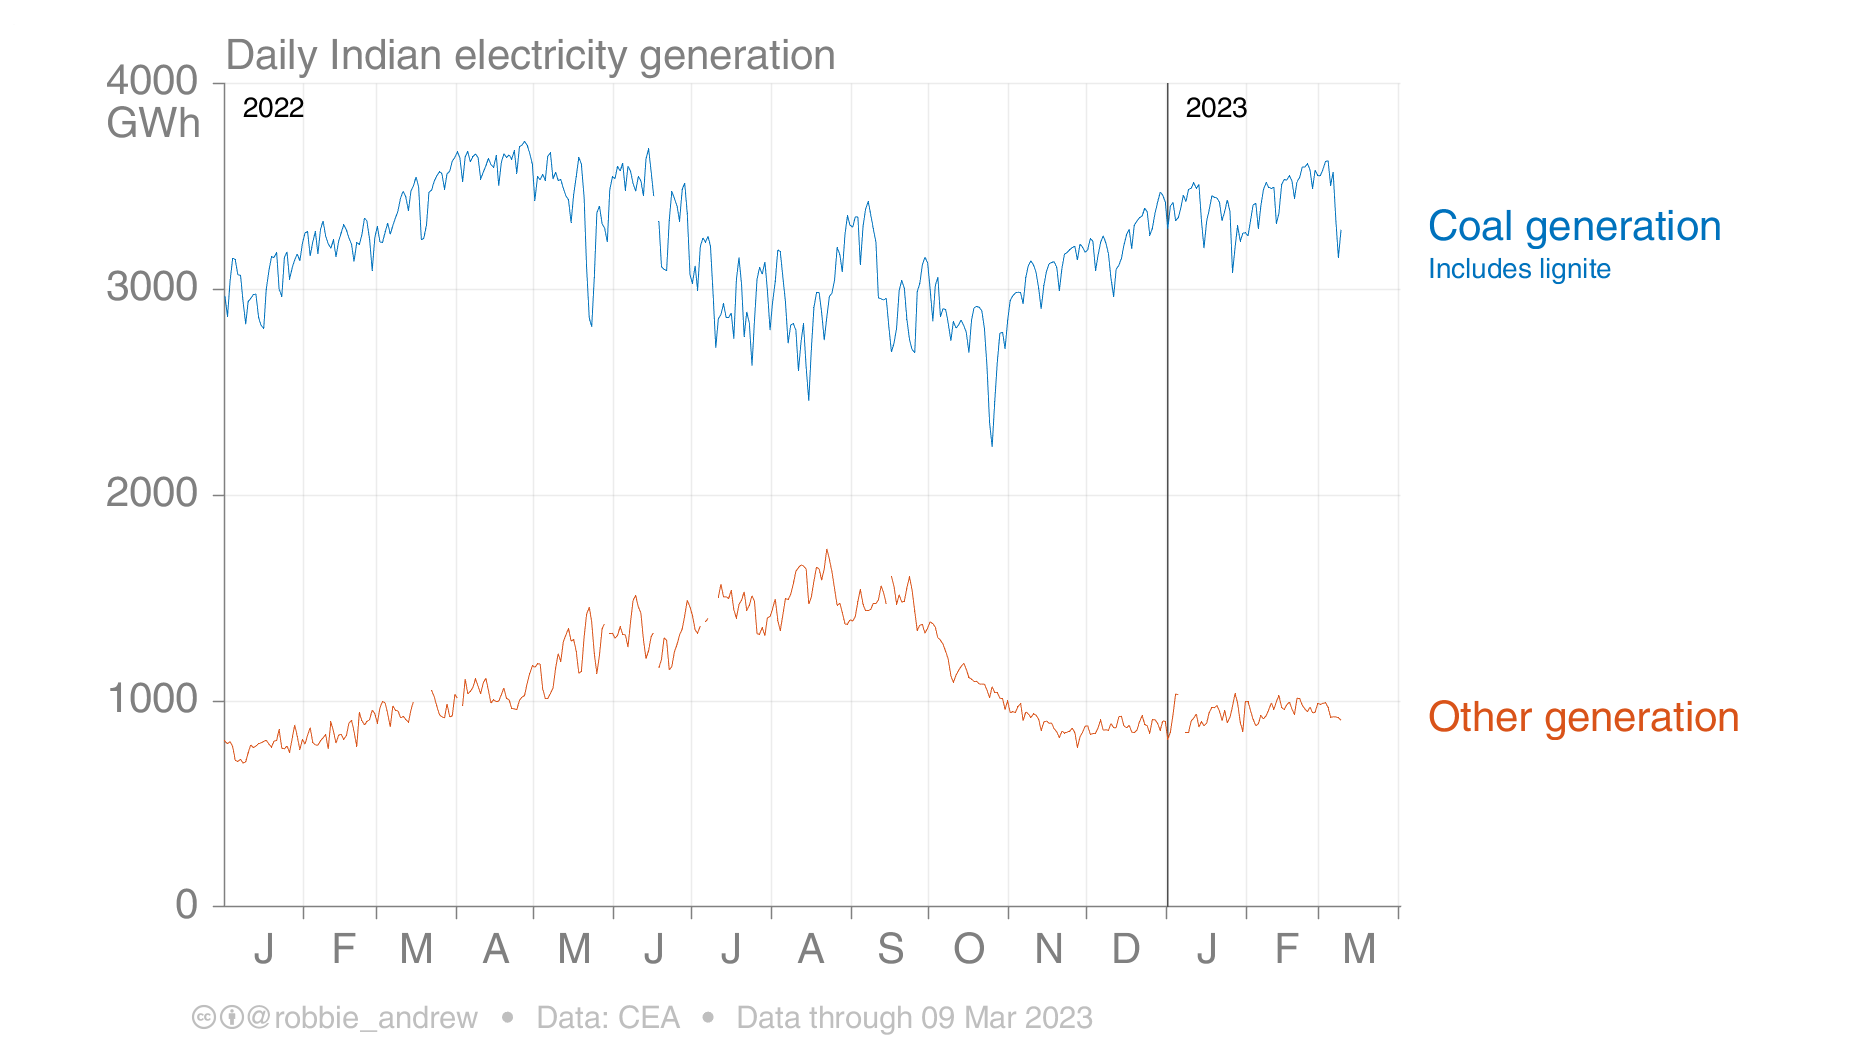 Daily Indian electricity generation
4000
GWh
2022
2023
3000
2000
1000
0
Coal generation
Includes lignite
Other generation
J F M A M J J A S O N D J F M
@robbie_andrew • Data: CEA • Data through 09 Mar 2023